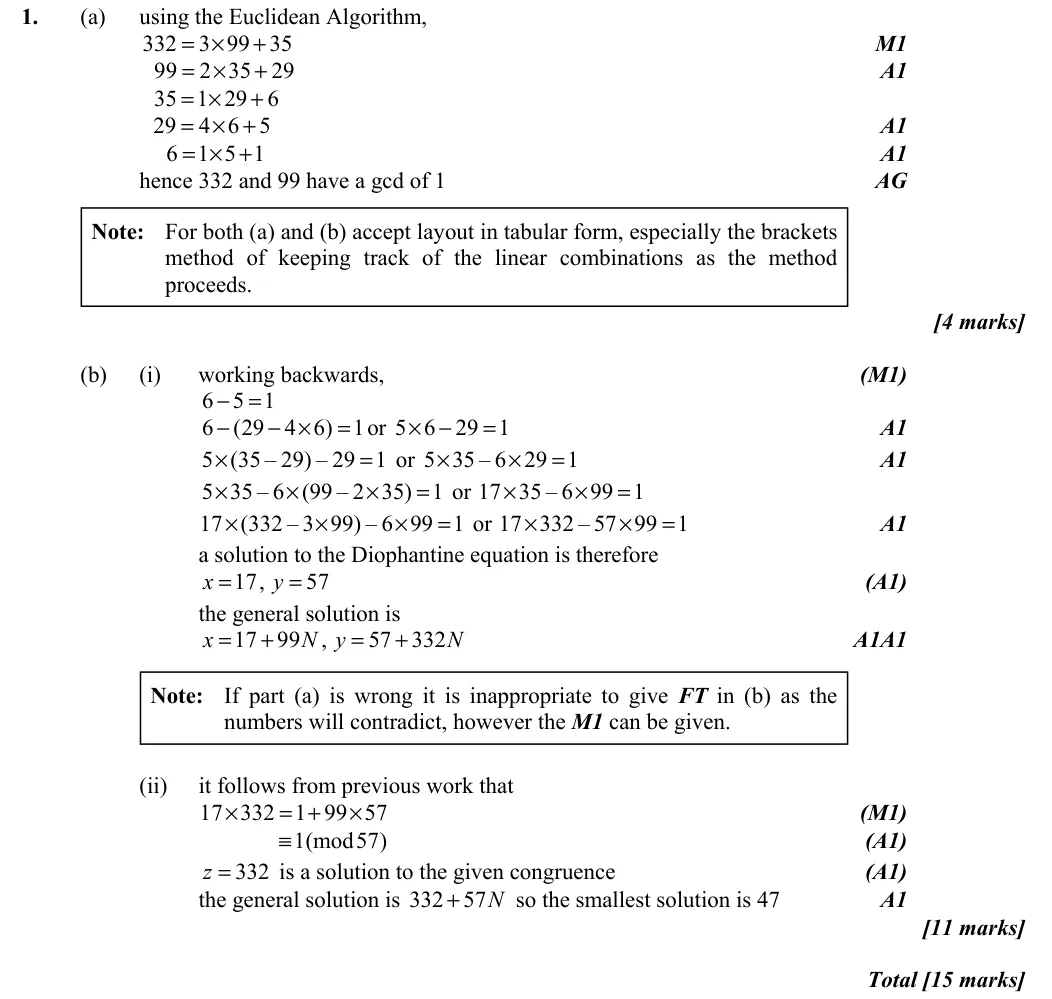 1. (a) using the Euclidean Algorithm,
332 = 3×99+35 M1
99 = 2×35+29 A1
35 = 1×29+6
29 = 4×6+5 A1
6 = 1×5+1 A1
hence 332 and 99 have a gcd of 1 AG
Note: For both (a) and (b) accept layout in tabular form, especially the brackets
method of keeping track of the linear combinations as the method
proceeds.
[4 marks]
(b) (i) working backwards, (M1)
6−5=1
6−(29−4×6)=1 or 5×6−29=1 A1
5×(35−29)−29=1 or 5×35−6×29=1 A1
5×35−6×(99−2×35)=1 or 17×35−6×99=1
17×(332−3×99)−6×99=1 or 17×332−57×99=1 A1
a solution to the Diophantine equation is therefore
x=17, y=57 (A1)
the general solution is
x=17+99N, y=57+332N A1A1
Note: If part (a) is wrong it is inappropriate to give FT in (b) as the
numbers will contradict, however the M1 can be given.
(ii) it follows from previous work that
17×332=1+99×57 (M1)
≡1(mod57) (A1)
z=332 is a solution to the given congruence (A1)
the general solution is 332+57N so the smallest solution is 47 A1
[11 marks]
Total [15 marks]